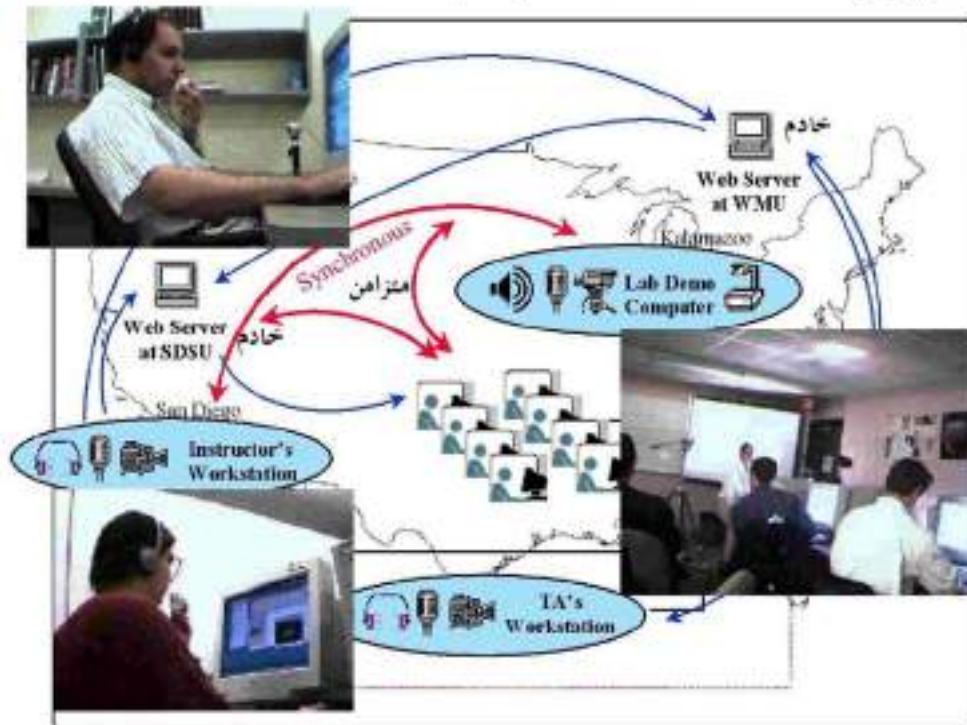 خادم
Web Server
at WMU
Kalamazoo
Synchronous
متزامن
Lab Demo
Computer
Web Server
at SDSU
خادم
San Diego
Instructor's
Workstation
TA's
Workstation